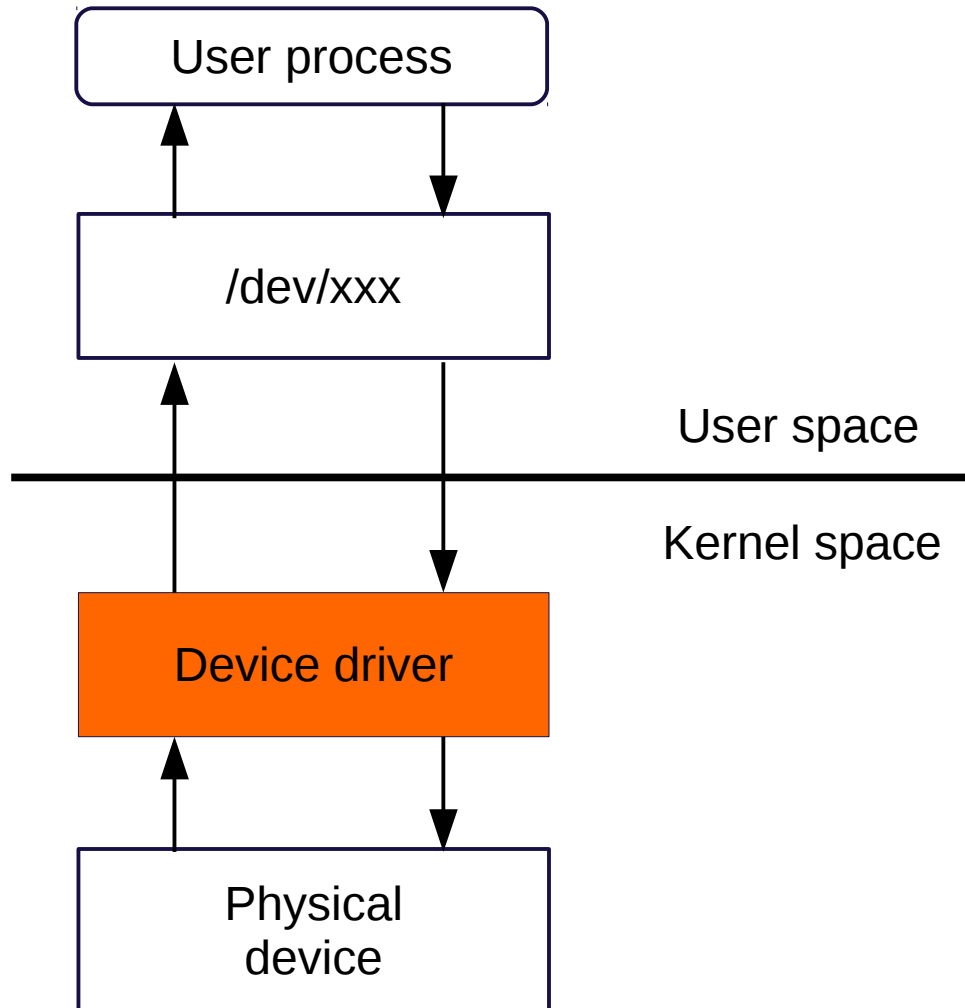 User process
/dev/xxx
User space
Kernel space
Device driver
Physical
device